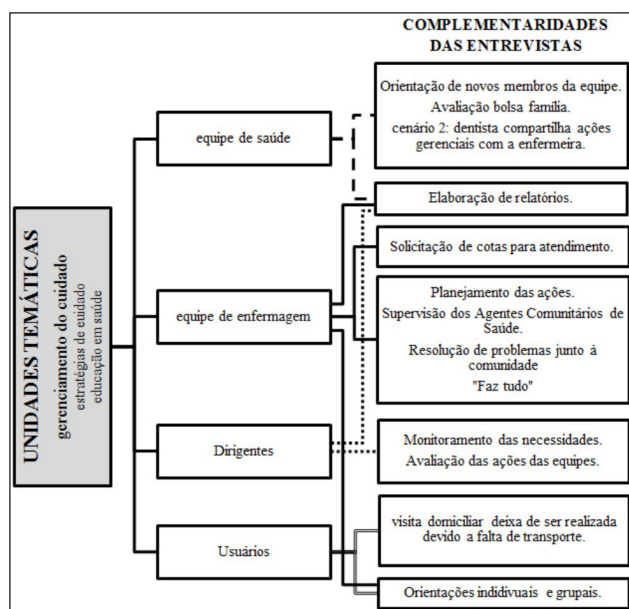 COMPLEMENTARIDADES
DAS ENTREVISTAS
UNIDADES TEMÁTICAS
gerenciamento do cuidado
estratégias de cuidado
educação em saúde
equipe de saúde
Orientação de novos membros da equipe.
Avaliação bolsa família.
cenário 2: dentista compartilha ações
gerenciais com a enfermeira.
Elaboração de relatórios.
equipe de enfermagem
Solicitação de cotas para atendimento.
Planejamento das ações.
Supervisão dos Agentes Comunitários de
Saúde.
Resolução de problemas junto à
comunidade
"Faz tudo"
Dirigentes
Monitoramento das necessidades.
Avaliação das ações das equipes.
Usuários
visita domiciliar deixa de ser realizada
devido a falta de transporte.
Orientações indidivuais e grupais.